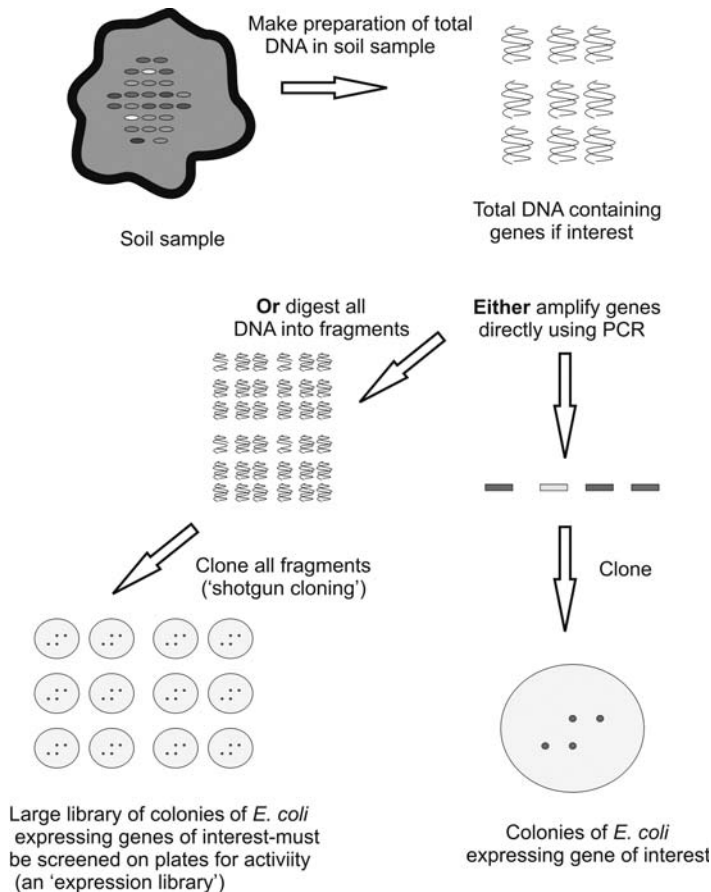 Make preparation of total
DNA in soil sample
Soil sample
Total DNA containing
genes if interest
Or digest all
DNA into fragments
Either amplify genes
directly using PCR
Clone all fragments
('shotgun cloning')
Clone
Large library of colonies of E. coli
expressing genes of interest-must
be screened on plates for activiity
(an 'expression library')
Colonies of E. coli
expressing gene of interest